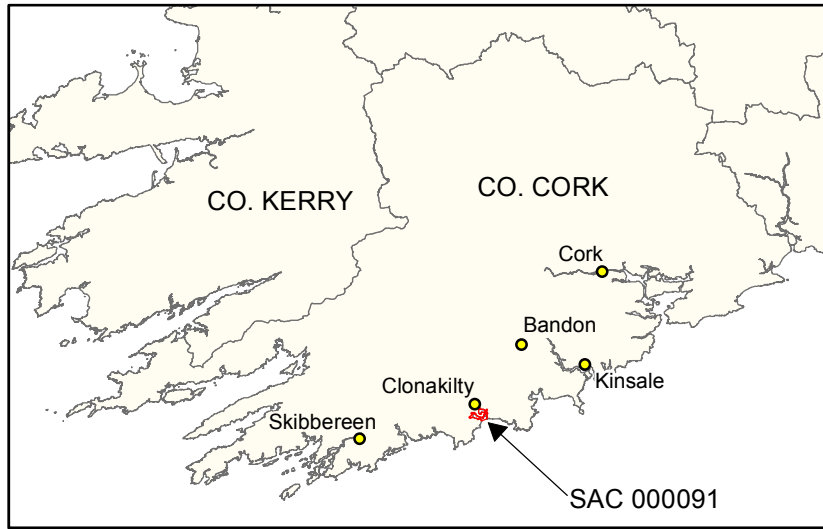 CO. KERRY
CO. CORK
Cork
Bandon
Kinsale
Clonakilty
Skibbereen
SAC 000091